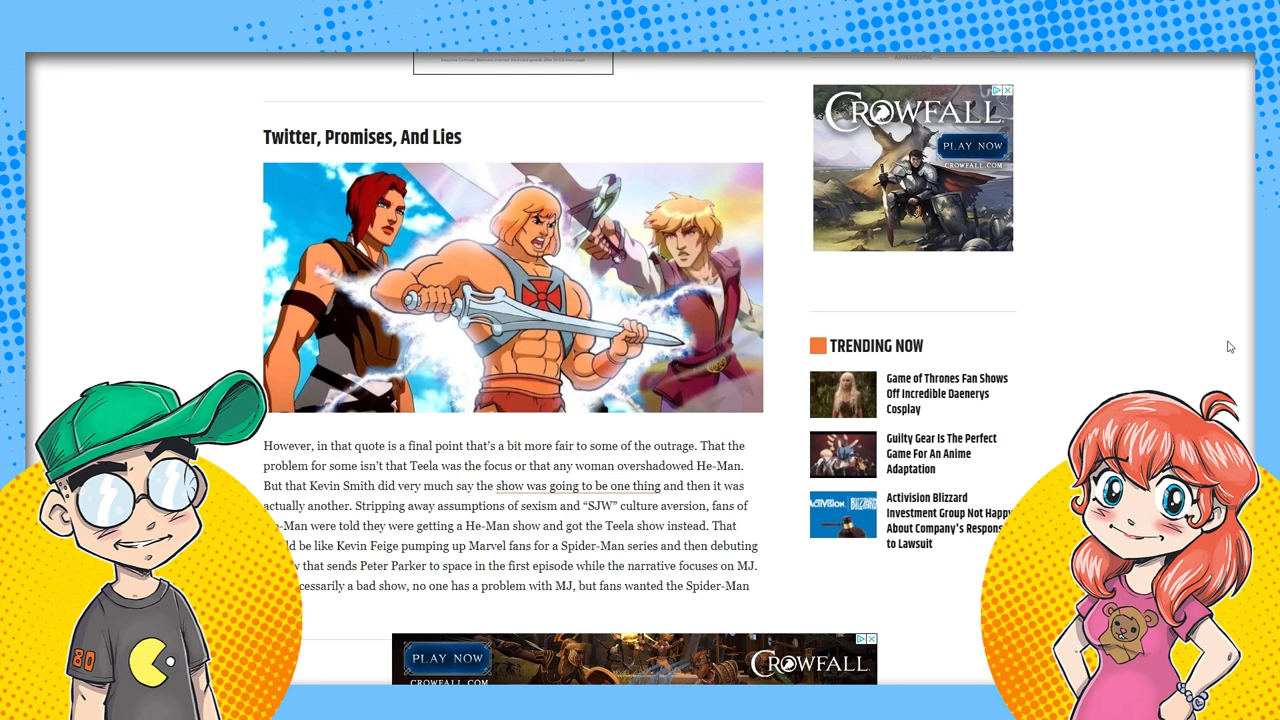 ADVERTISING
Twitter, Promises, And Lies
However, in that quote is a final point that's a bit more fair to some of the outrage. That the
problem for some isn't that Teela was the focus or that any woman overshadowed He-Man.
But that Kevin Smith did very much say the show was going to be one thing and then it was
actually another. Stripping away assumptions of sexism and “SJW” culture aversion, fans of
-Man were told they were getting a He-Man show and got the Teela show instead. That
be like Kevin Feige pumping up Marvel fans for a Spider-Man series and then debuting
that sends Peter Parker to space in the first episode while the narrative focuses on MJ.
a bad show, no one has a problem with MJ, but fans wanted the Spider-Man
CROWFALL
PLAY NOW
CROWFALL.COM
TRENDING NOW
Game of Thrones Fan Shows
Off Incredible Daenerys
Cosplay
Guilty Gear Is The Perfect
Game For An Anime
Adaptation
Activision Blizzard
Investment Group Not Happy
About Company's Respons
to Lawsuit
PLAY NOW
CROWFALL.COM
CROWFALL
80